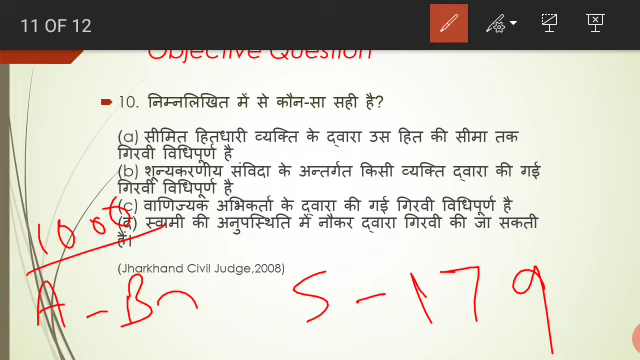 11 OF 12
Objective Question
10. निम्नलिखित में से कौन-सा सही है?
(a) सीमित हितधारी व्यक्ति के द्वारा उस हित की सीमा तक
गिरवी विधिपूर्ण है
(b) शून्यकरणीय संविदा के अन्तर्गत किसी व्यक्ति द्वारा की गई
गिरवी विधिपूर्ण है
(c) वाणिज्यिक अभिकर्ता के द्वारा की गई गिरवी विधिपूर्ण है
(d) स्वामी की अनुपस्थिति में नौकर द्वारा गिरवी की जा सकती
है।
(Jharkhand Civil Judge,2008)
S - 179